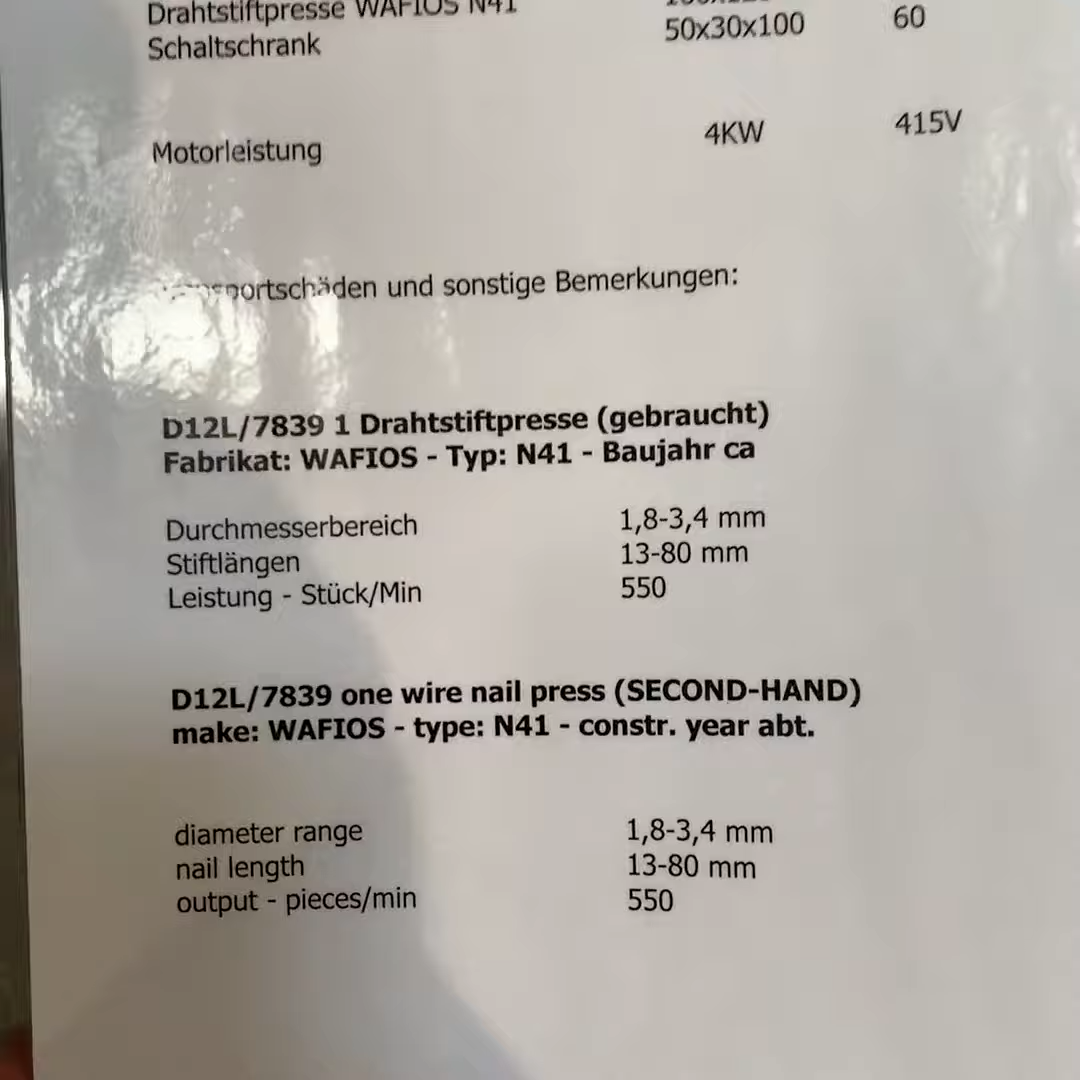 Drahtstiftpresse WAFIOS N41
Schaltschrank 50x30x100 60
Motorleistung 4KW 415V
und sonstige Bemerkungen:
D12L/7839 1 Drahtstiftpresse (gebraucht)
Fabrikat: WAFIOS - Typ: N41 - Baujahr ca
Durchmesserbereich 1,8-3,4 mm
Stiftlängen 13-80 mm
Leistung - Stück/Min 550
D12L/7839 one wire nail press (SECOND-HAND)
make: WAFIOS - type: N41 - constr. year abt.
diameter range 1,8-3,4 mm
nail length 13-80 mm
output - pieces/min 550